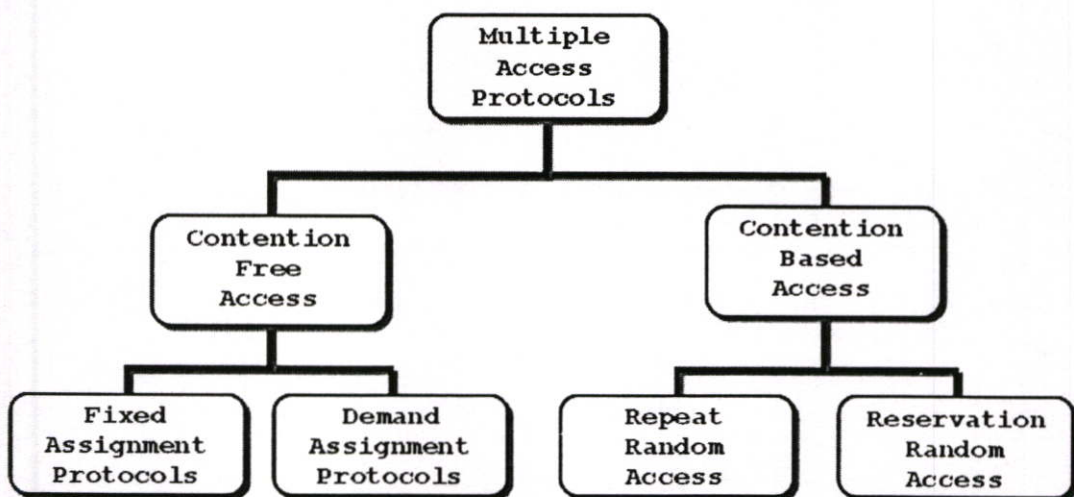 Multiple
Access
Protocols
Contention
Free
Access
Contention
Based
Access
Fixed
Assignment
Protocols
Demand
Assignment
Protocols
Repeat
Random
Access
Reservation
Random
Access